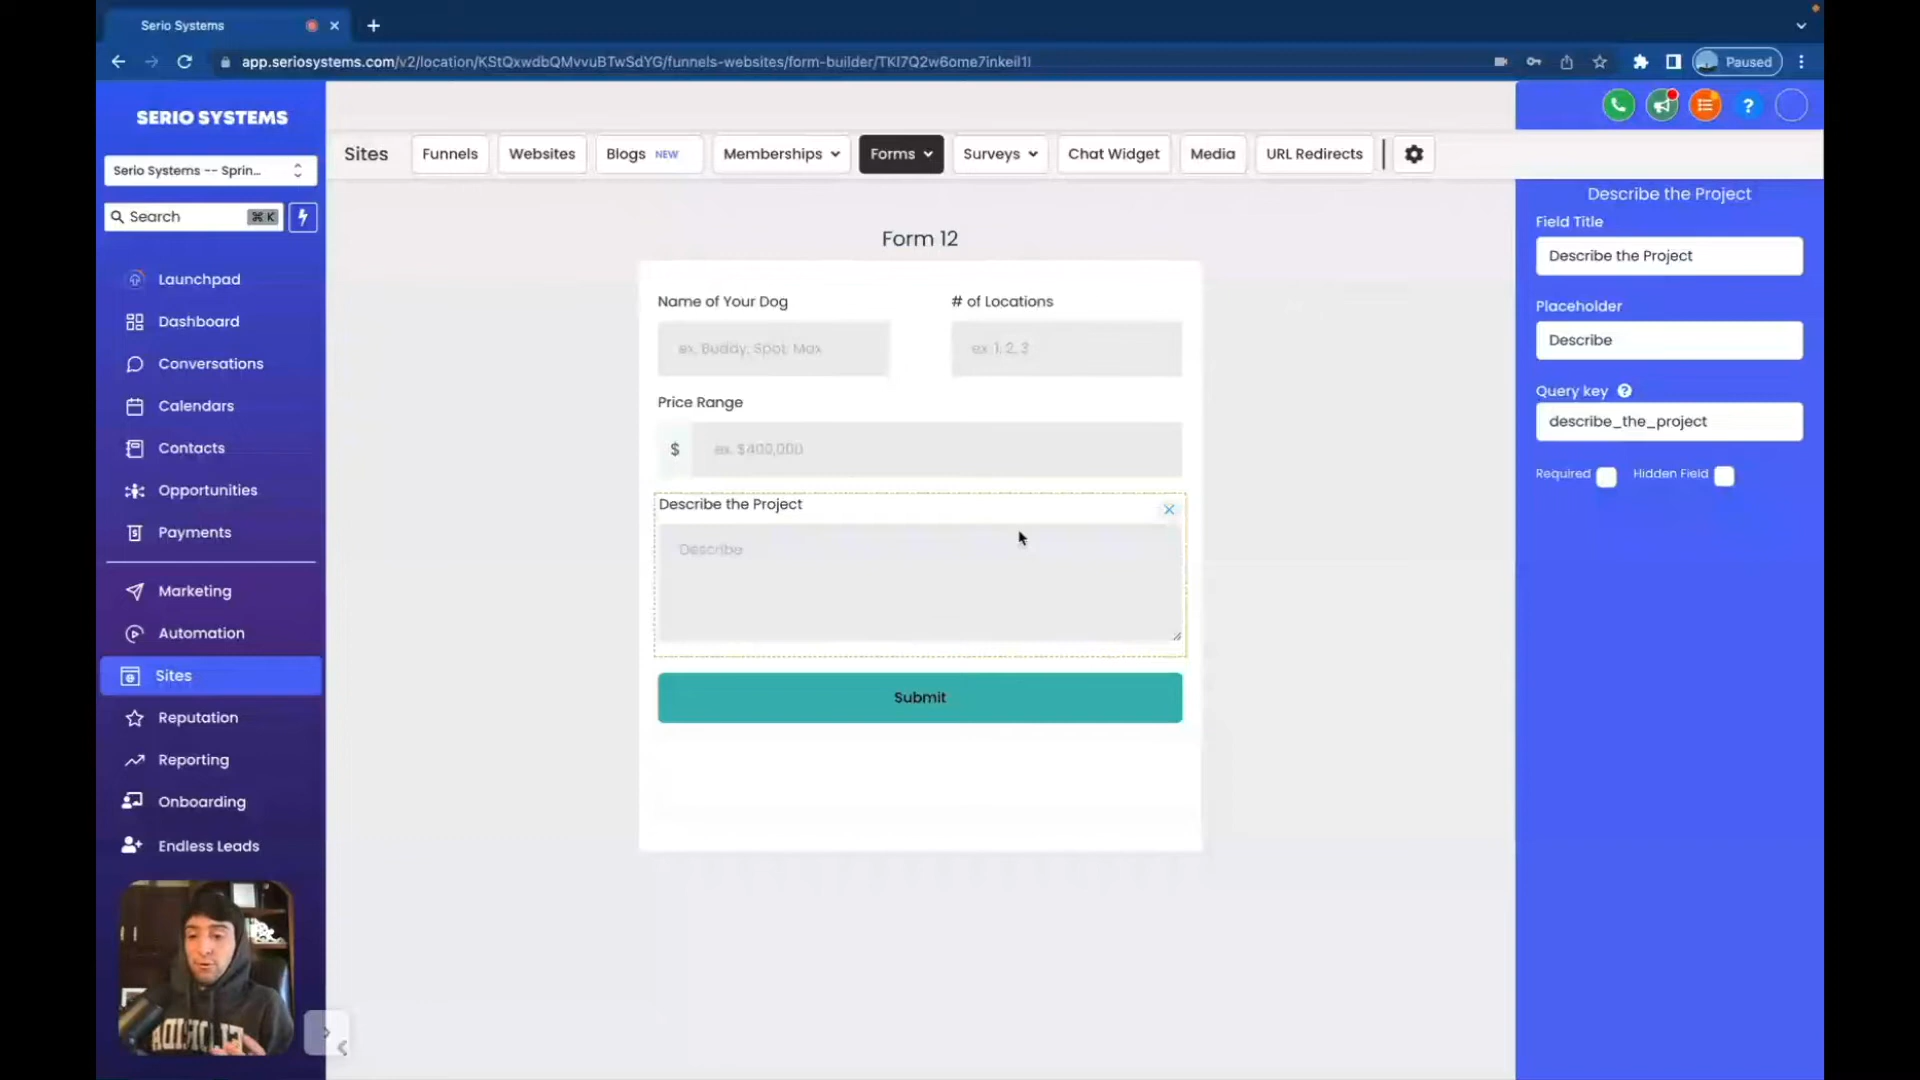 Serio Systems
app.seriosystems.com/v2/location/KStQxwdbQMvvuBTwSdYG/funnels-websites/form-builder/TKI7Q2w6ome7inkeil1I
Paused
SERIO SYSTEMS
Serio Systems -- Sprin...
Search
⌘ K
Launchpad
Dashboard
Conversations
Calendars
Contacts
Opportunities
Payments
Marketing
Automation
Sites
Reputation
Reporting
Onboarding
Endless Leads
Sites
Funnels
Websites
Blogs NEW
Memberships
Forms
Surveys
Chat Widget
Media
URL Redirects
Form 12
Name of Your Dog
# of Locations
ex, Buddy, Spot, Max
ex 1, 2, 3
Price Range
$
ex. $400,000
Describe the Project
Describe
Submit
Describe the Project
Field Title
Describe the Project
Placeholder
Describe
Query key ?
describe_the_project
Required
Hidden Field
FLORIDA